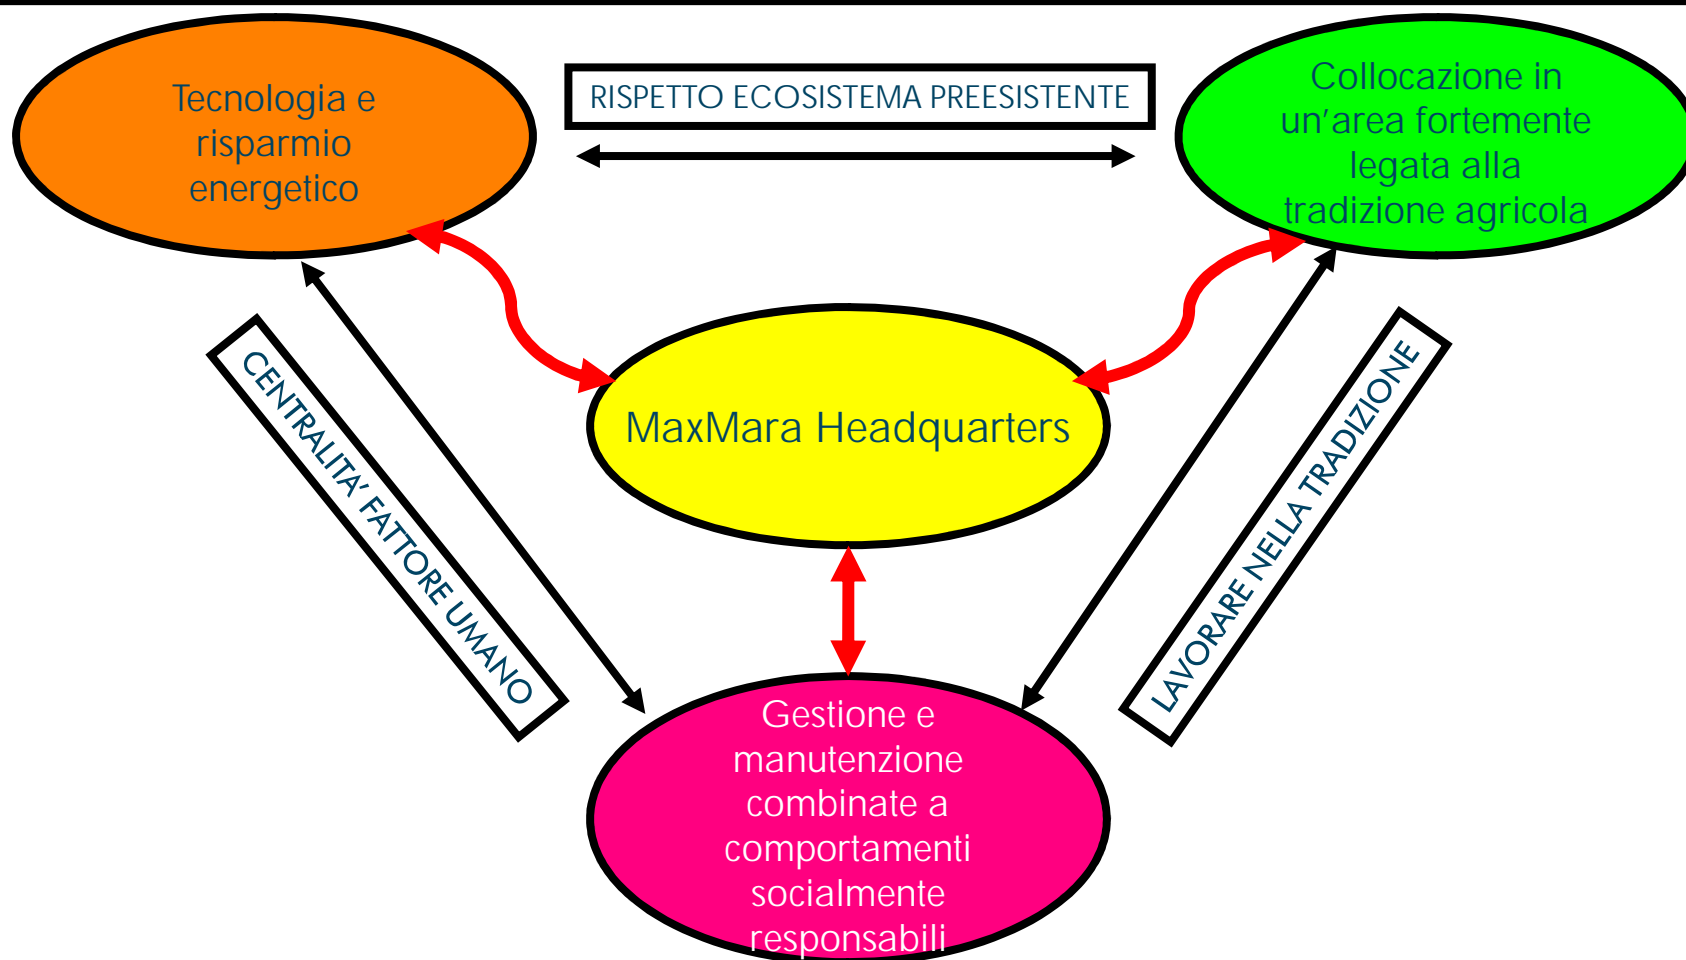 Tecnologia e
risparmio
energetico
RISPETTO ECOSISTEMA PREESISTENTE
Collocazione in
un’area fortemente
legata alla
tradizione agricola
MaxMara Headquarters
CENTRALITA’ FATTORE UMANO
LAVORARE NELLA TRADIZIONE
Gestione e
manutenzione
combinate a
comportamenti
socialmente
responsabili